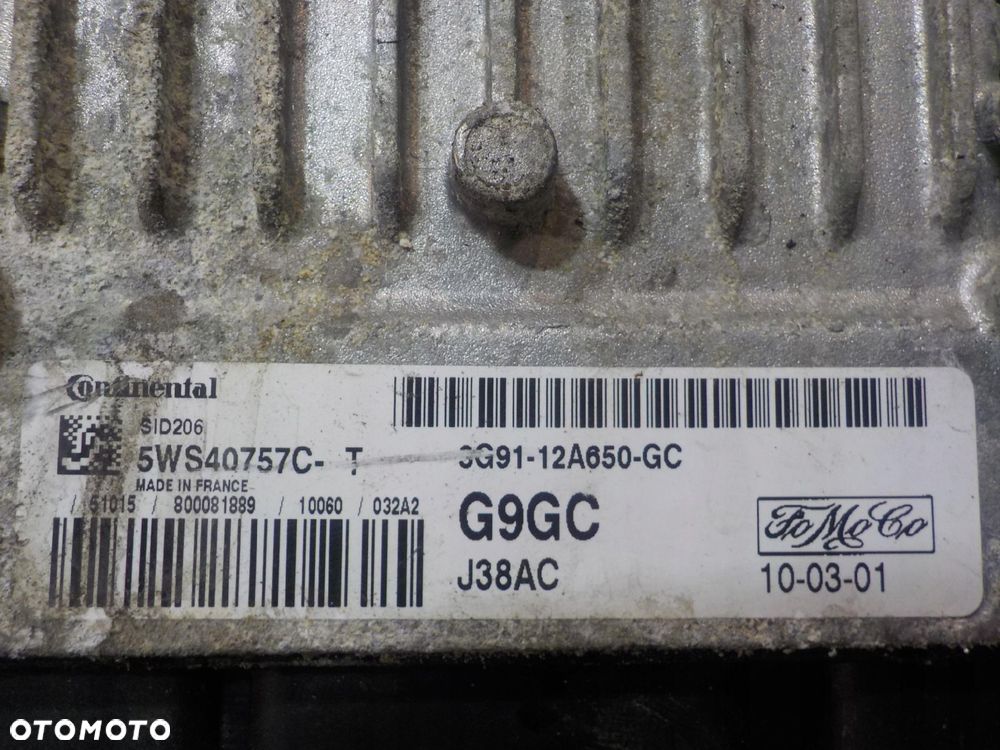 Continental
SID206
5WS40757C- T
MADE IN FRANCE
/ 51015 / 800081889 / 10060 / 032A2
G91-12A650-GC
G9GC
J38AC
FoMoCo
10-03-01
OTOMOTO